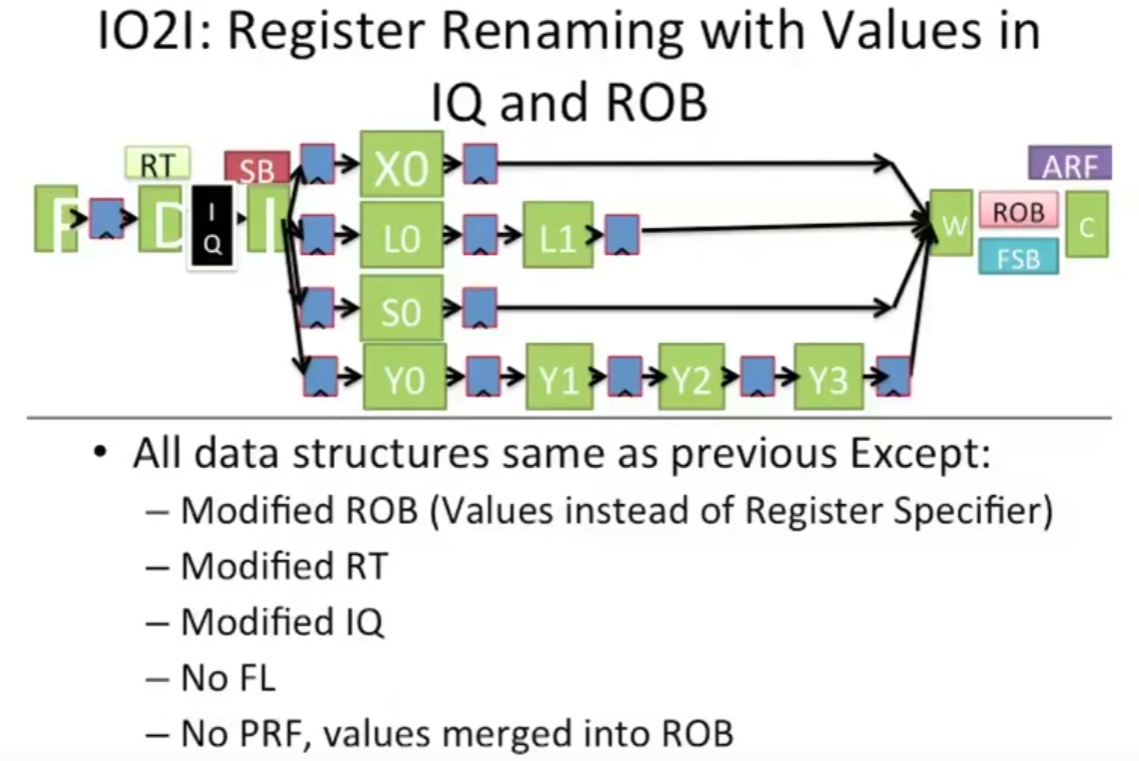 IO2I: Register Renaming with Values in
IQ and ROB
RT
SB
ARF
F
D
I
Q
I
X0
L0
L1
S0
Y0
Y1
Y2
Y3
W
ROB
FSB
C
• All data structures same as previous Except:
– Modified ROB (Values instead of Register Specifier)
– Modified RT
– Modified IQ
– No FL
– No PRF, values merged into ROB